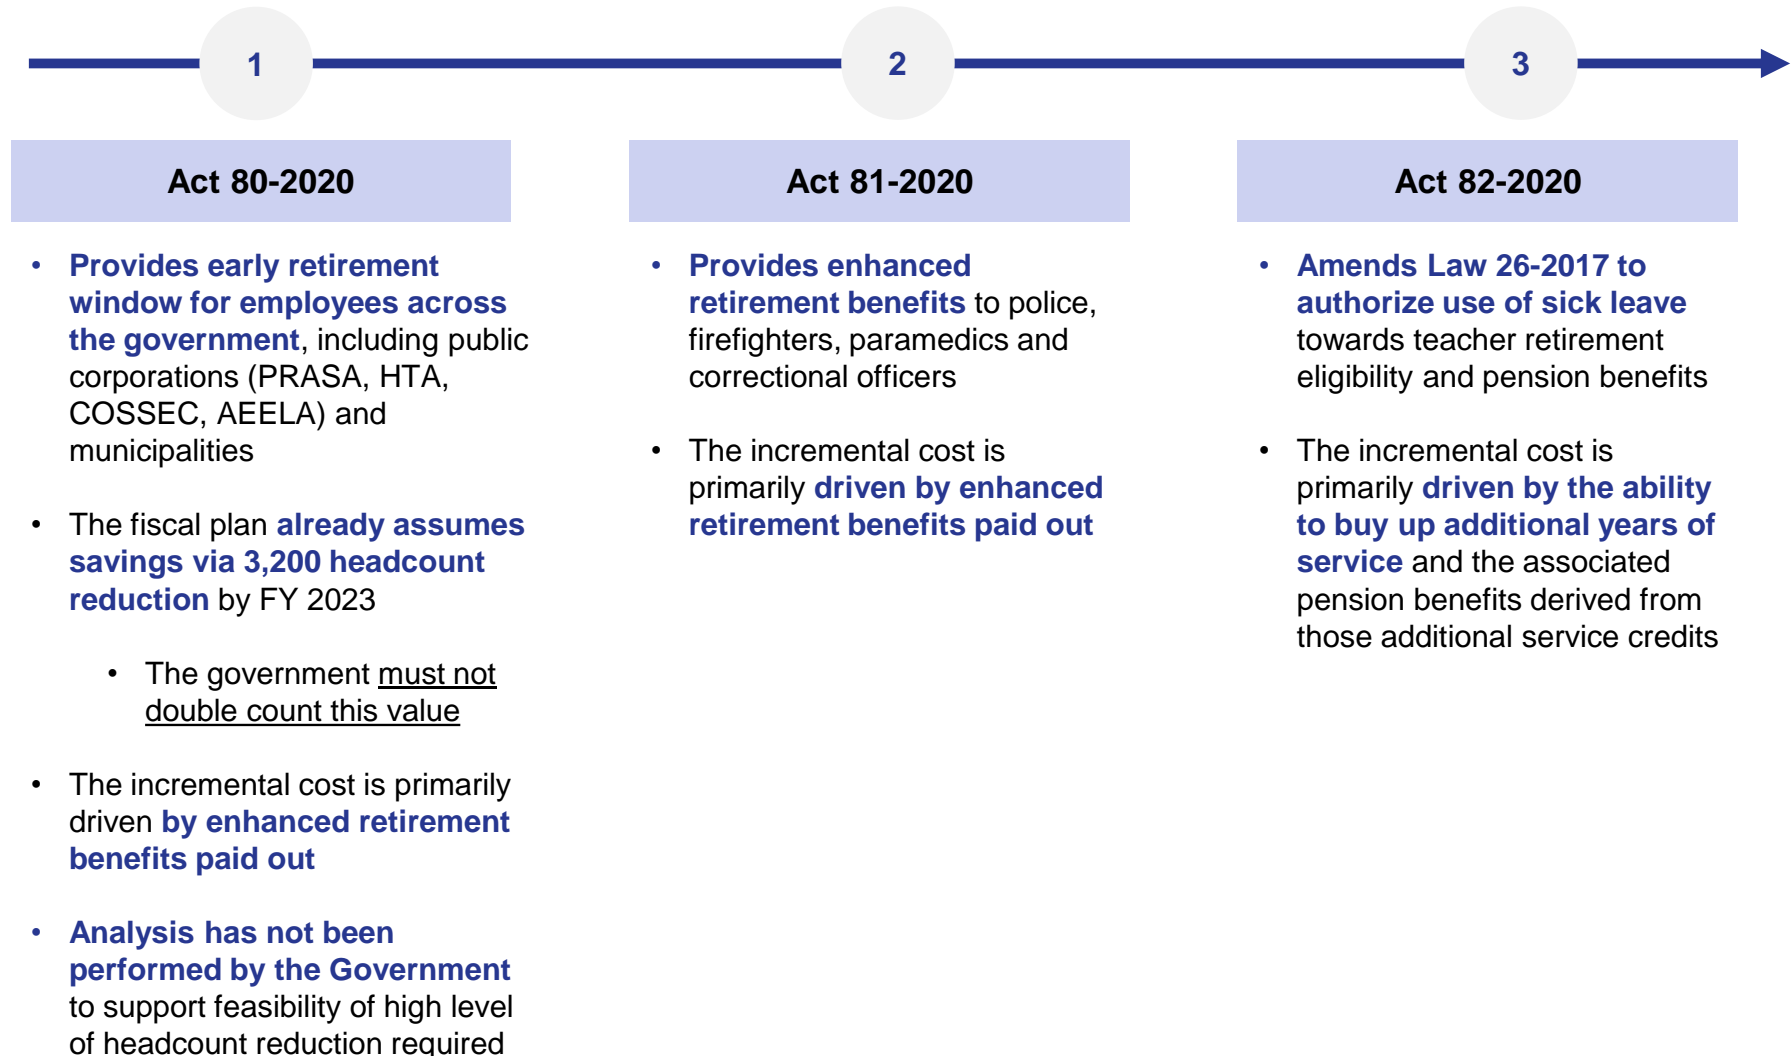 1
2
3
Act 80-2020
• Provides early retirement
window for employees across
the government, including public
corporations (PRASA, HTA,
COSSEC, AEELA) and
municipalities
• The fiscal plan already assumes
savings via 3,200 headcount
reduction by FY 2023
• The government must not
double count this value
• The incremental cost is primarily
driven by enhanced retirement
benefits paid out
• Analysis has not been
performed by the Government
to support feasibility of high level
of headcount reduction required
Act 81-2020
• Provides enhanced
retirement benefits to police,
firefighters, paramedics and
correctional officers
• The incremental cost is
primarily driven by enhanced
retirement benefits paid out
Act 82-2020
• Amends Law 26-2017 to
authorize use of sick leave
towards teacher retirement
eligibility and pension benefits
• The incremental cost is
primarily driven by the ability
to buy up additional years of
service and the associated
pension benefits derived from
those additional service credits